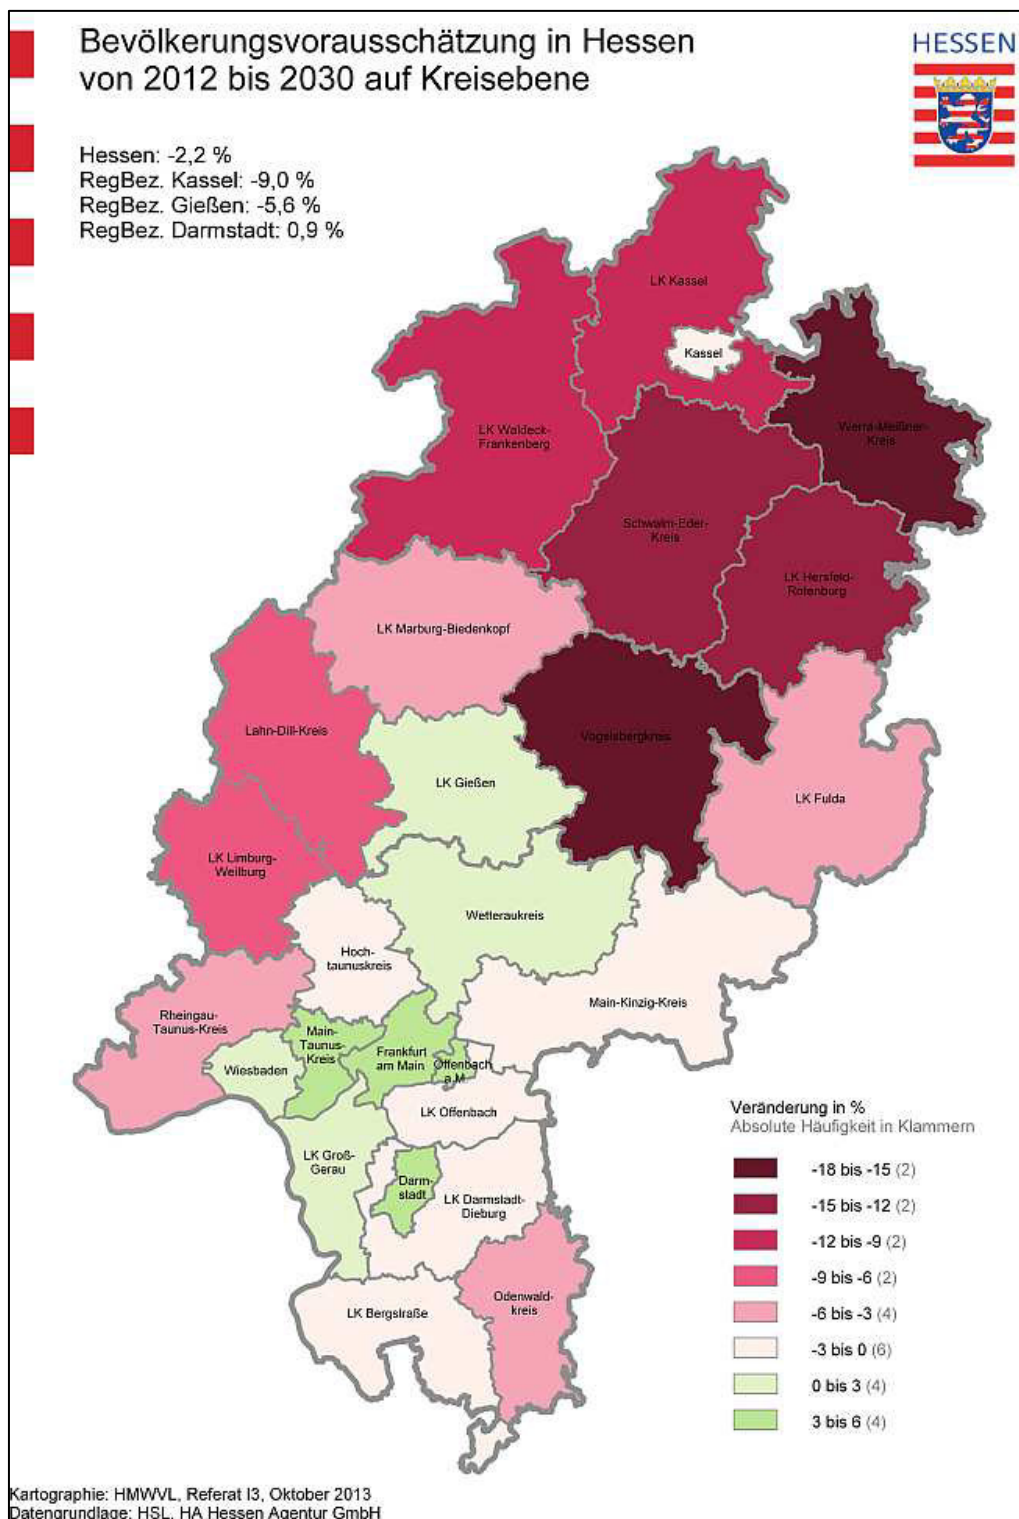 Bevölkerungsvorausschätzung in Hessen
von 2012 bis 2030 auf Kreisebene
HESSEN
Hessen: -2,2 %
RegBez. Kassel: -9,0 %
RegBez. Gießen: -5,6 %
RegBez. Darmstadt: 0,9 %
LK Kassel
Kassel
LK Waldeck-
Frankenberg
Werra-Meißner-
Kreis
Schwalm-Eder-
Kreis
LK Hersfeld-
Rotenburg
LK Marburg-Biedenkopf
Lahn-Dill-Kreis
Vogelsbergkreis
LK Gießen
LK Fulda
LK Limburg-
Weilburg
Wetteraukreis
Hoch-
taunuskreis
Main-Kinzig-Kreis
Rheingau-
Taunus-Kreis
Main-
Taunus-
Kreis
Frankfurt
am Main
Offenbach
a.M
Wiesbaden
LK Offenbach
LK Groß-
Gerau
Darm-
stadt
LK Darmstadt-
Dieburg
Odenwald-
kreis
LK Bergstraße
Veränderung in %
Absolute Häufigkeit in Klammern
-18 bis -15 (2)
-15 bis -12 (2)
-12 bis -9 (2)
-9 bis -6 (2)
-6 bis -3 (4)
-3 bis 0 (6)
0 bis 3 (4)
3 bis 6 (4)
Kartographie: HMWVL, Referat I3, Oktober 2013
Datengrundlage: HSL, HA Hessen Agentur GmbH